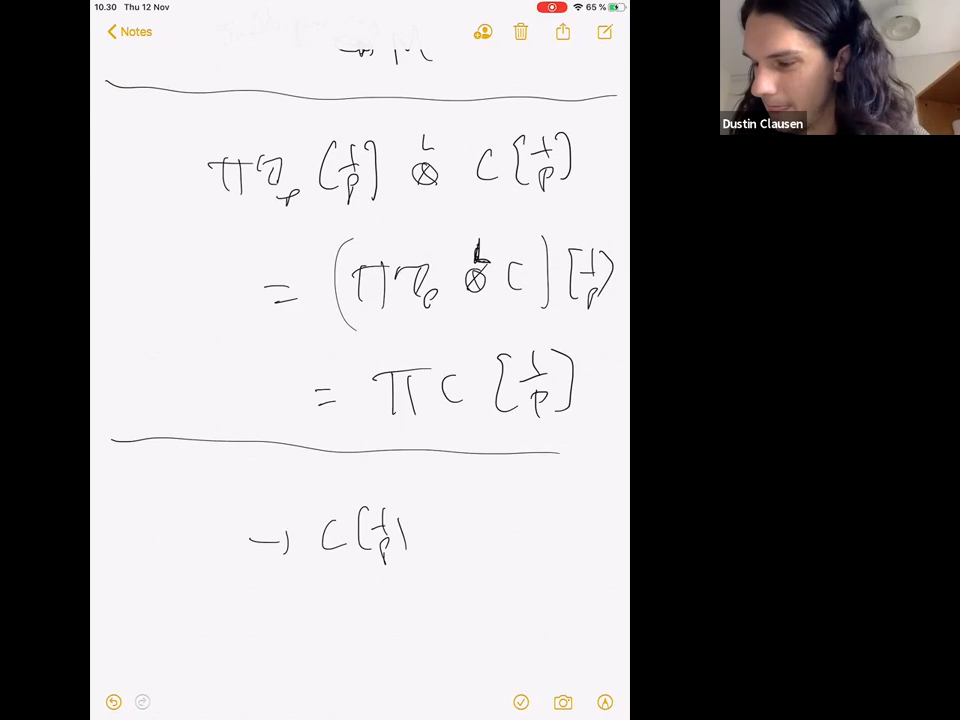 10.30 Thu 12 Nov
65 %
Notes
→ M
∏ℤ_p [1/p] ⊗^L C[1/p]
= (∏ℤ_p ⊗^L C)[1/p]
= ∏ C [1/p]
→ C[1/p]
Dustin Clausen